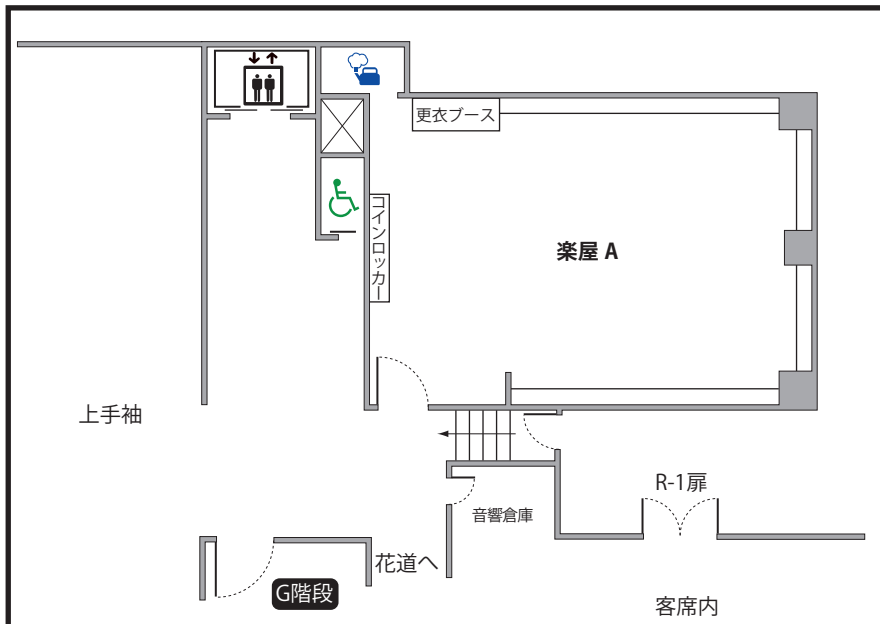 更衣ブース
コインロッカー
楽屋 A
上手袖
R-1扉
音響倉庫
花道へ
G階段
客席内